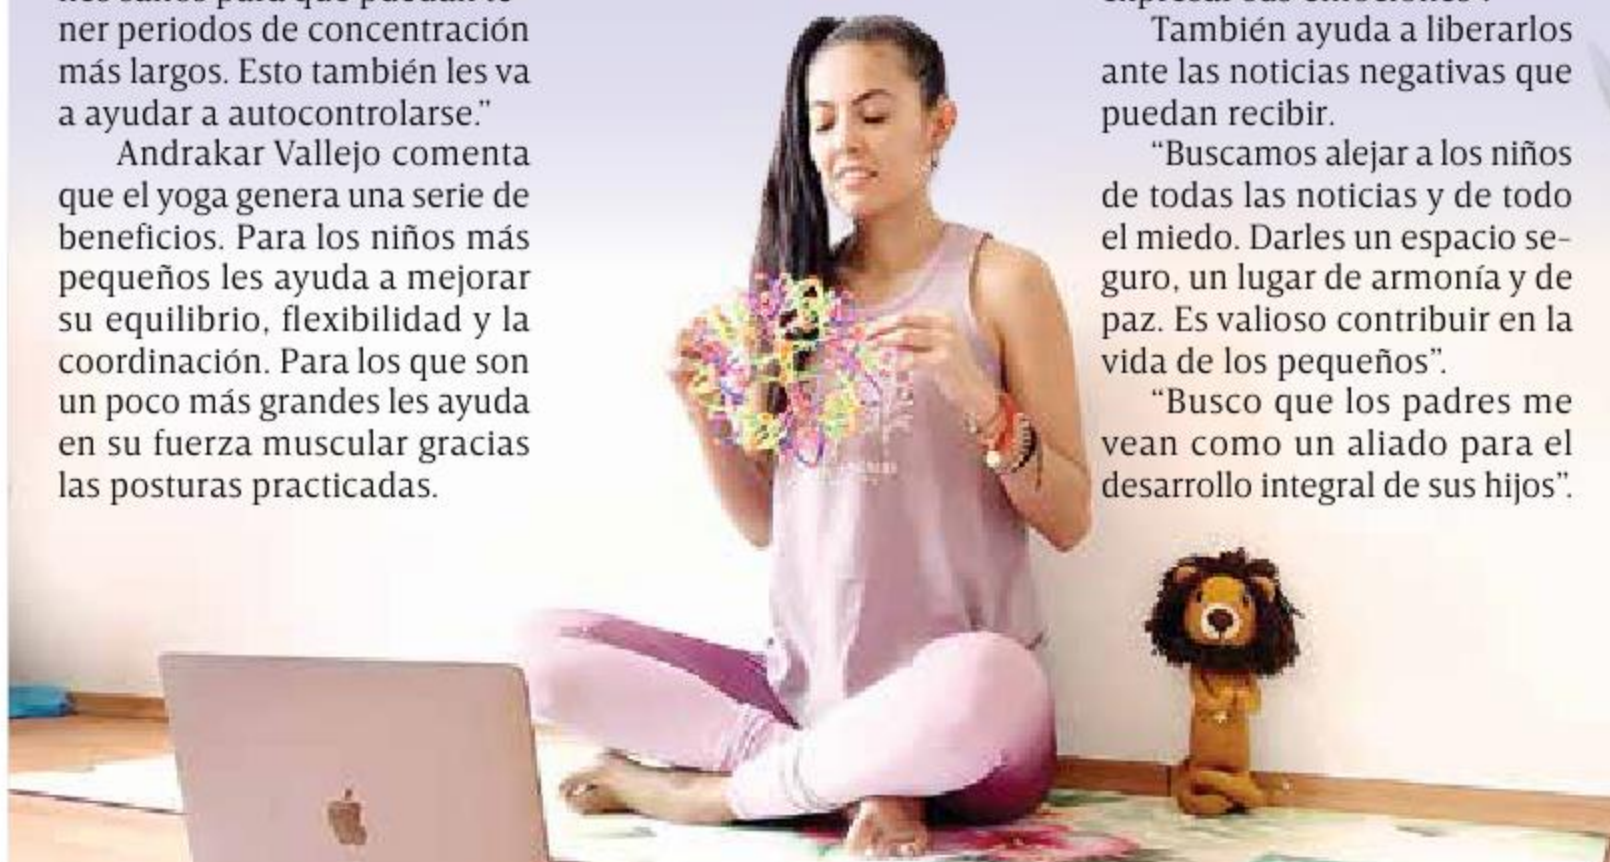 ner periodos de concentración
más largos. Esto también les va
a ayudar a autocontrolarse.”
Andrakar Vallejo comenta
que el yoga genera una serie de
beneficios. Para los niños más
pequeños les ayuda a mejorar
su equilibrio, flexibilidad y la
coordinación. Para los que son
un poco más grandes les ayuda
en su fuerza muscular gracias
las posturas practicadas.
También ayuda a liberarlos
ante las noticias negativas que
puedan recibir.
“Buscamos alejar a los niños
de todas las noticias y de todo
el miedo. Darles un espacio se-
guro, un lugar de armonía y de
paz. Es valioso contribuir en la
vida de los pequeños”.
“Busco que los padres me
vean como un aliado para el
desarrollo integral de sus hijos”.